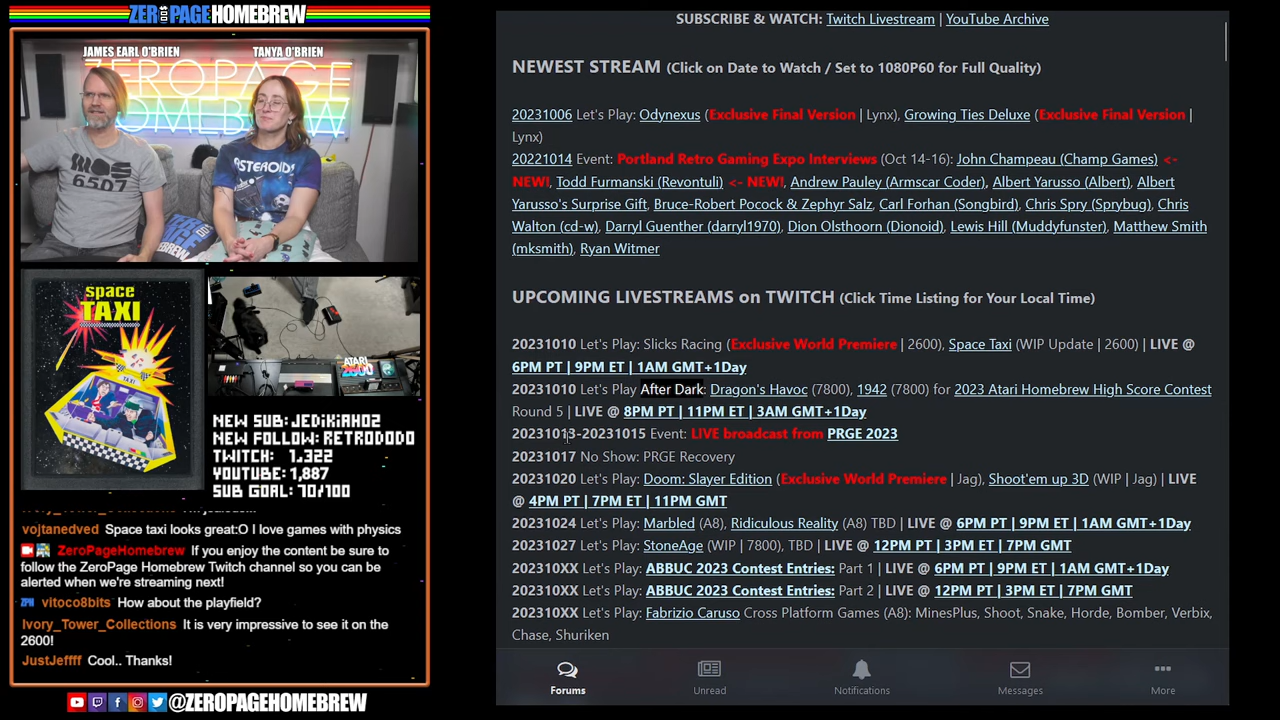 ZEROPAGE HOMEBREW
JAMES EARL O'BRIEN
TANYA O'BRIEN
ZEROPAGE
HOMEBREW
mos
6507
ASTEROIDS
space
TAXI
TAXI
ATARI
2600
NEW SUB: JEDIKIAH02
NEW FOLLOW: RETRODODO
TWITCH: 1,322
YOUTUBE: 1,887
SUB GOAL: 70/100
vojtanedved Space taxi looks great:O I love games with physics
ZeroPageHomebrew If you enjoy the content be sure to
follow the ZeroPage Homebrew Twitch channel so you can be
alerted when we're streaming next!
ZPH vitoco8bits How about the playfield?
Ivory_Tower_Collections It is very impressive to see it on the
2600!
JustJeffff Cool.. Thanks!
@ZEROPAGEHOMEBREW
SUBSCRIBE & WATCH: Twitch Livestream | YouTube Archive
NEWEST STREAM (Click on Date to Watch / Set to 1080P60 for Full Quality)
20231006 Let's Play: Odynexus (Exclusive Final Version | Lynx), Growing Ties Deluxe (Exclusive Final Version |
Lynx)
20221014 Event: Portland Retro Gaming Expo Interviews (Oct 14-16): John Champeau (Champ Games) <-
NEW!, Todd Furmanski (Revontuli) <- NEW!, Andrew Pauley (Armscar Coder), Albert Yarusso (Albert), Albert
Yarusso's Surprise Gift, Bruce-Robert Pocock & Zephyr Salz, Carl Forhan (Songbird), Chris Spry (Sprybug), Chris
Walton (cd-w), Darryl Guenther (darryl1970), Dion Olsthoorn (Dionoid), Lewis Hill (Muddyfunster), Matthew Smith
(mksmith), Ryan Witmer
UPCOMING LIVESTREAMS on TWITCH (Click Time Listing for Your Local Time)
20231010 Let's Play: Slicks Racing (Exclusive World Premiere | 2600), Space Taxi (WIP Update | 2600) | LIVE @
6PM PT | 9PM ET | 1AM GMT+1Day
20231010 Let's Play After Dark: Dragon's Havoc (7800), 1942 (7800) for 2023 Atari Homebrew High Score Contest
Round 5 | LIVE @ 8PM PT | 11PM ET | 3AM GMT+1Day
20231013-20231015 Event: LIVE broadcast from PRGE 2023
20231017 No Show: PRGE Recovery
20231020 Let's Play: Doom: Slayer Edition (Exclusive World Premiere | Jag), Shoot'em up 3D (WIP | Jag) | LIVE
@ 4PM PT | 7PM ET | 11PM GMT
20231024 Let's Play: Marbled (A8), Ridiculous Reality (A8) TBD | LIVE @ 6PM PT | 9PM ET | 1AM GMT+1Day
20231027 Let's Play: StoneAge (WIP | 7800), TBD | LIVE @ 12PM PT | 3PM ET | 7PM GMT
202310XX Let's Play: ABBUC 2023 Contest Entries: Part 1 | LIVE @ 6PM PT | 9PM ET | 1AM GMT+1Day
202310XX Let's Play: ABBUC 2023 Contest Entries: Part 2 | LIVE @ 12PM PT | 3PM ET | 7PM GMT
202310XX Let's Play: Fabrizio Caruso Cross Platform Games (A8): MinesPlus, Shoot, Snake, Horde, Bomber, Verbix,
Chase, Shuriken
Forums
Unread
Notifications
Messages
More